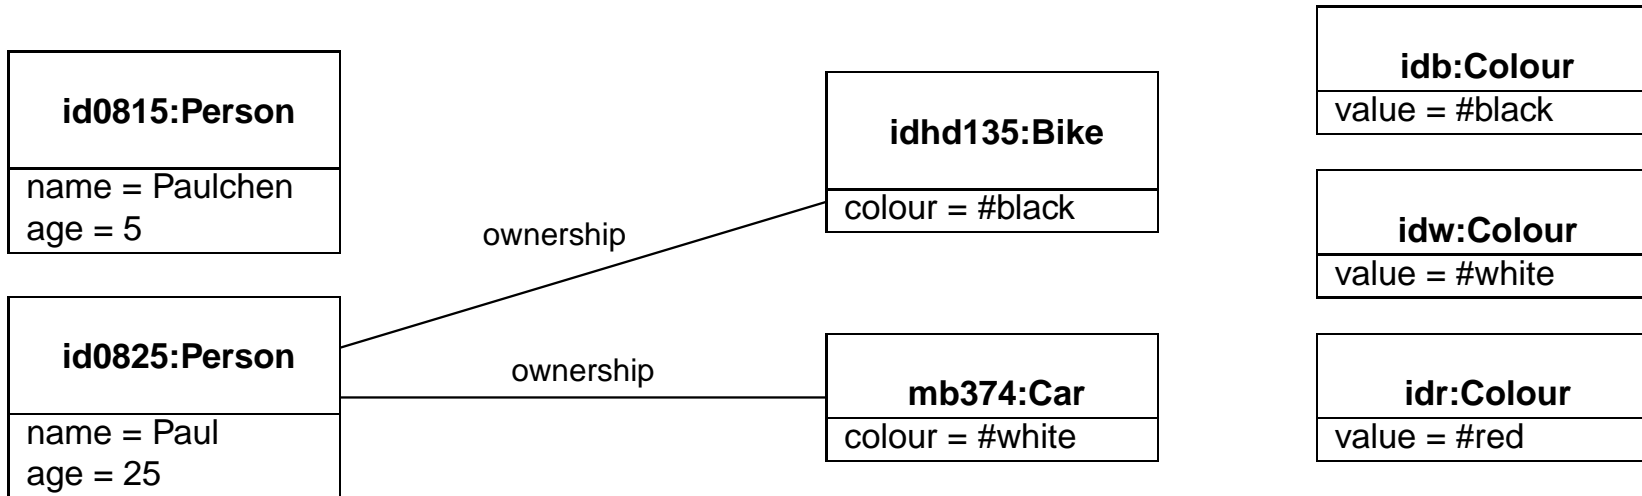 id0815:Person
name = Paulchen
age = 5
id0825:Person
name = Paul
age = 25
ownership
ownership
idhd135:Bike
colour = #black
mb374:Car
colour = #white
idb:Colour
value = #black
idw:Colour
value = #white
idr:Colour
value = #red